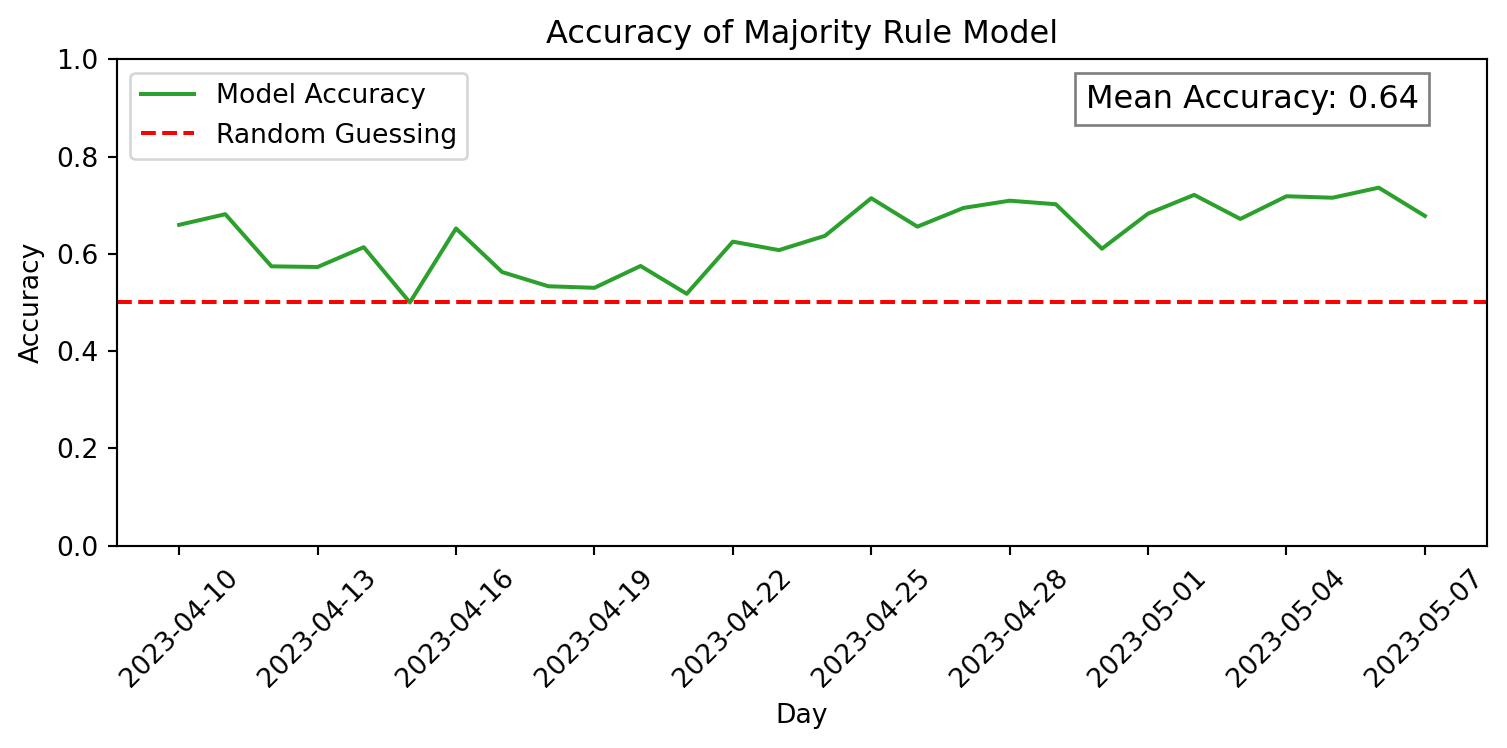 Accuracy of Majority Rule Model
Model Accuracy
Random Guessing
Mean Accuracy: 0.64
Accuracy
1.0
0.8
0.6
0.4
0.2
0.0
2023-04-10
2023-04-13
2023-04-16
2023-04-19
2023-04-22
2023-04-25
2023-04-28
2023-05-01
2023-05-04
2023-05-07
Day